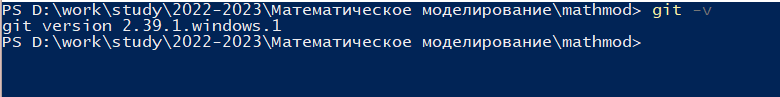 PS D:\work\study\2022-2023\Математическое моделирование\mathmod> git -v
git version 2.39.1.windows.1
PS D:\work\study\2022-2023\Математическое моделирование\mathmod>